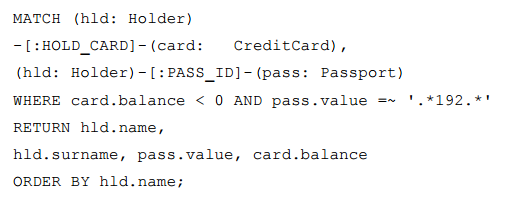 MATCH (hld: Holder)
-[:HOLD_CARD]-(card: CreditCard),
(hld: Holder)-[:PASS_ID]-(pass: Passport)
WHERE card.balance < 0 AND pass.value =~ '.*192.*'
RETURN hld.name,
hld.surname, pass.value, card.balance
ORDER BY hld.name;